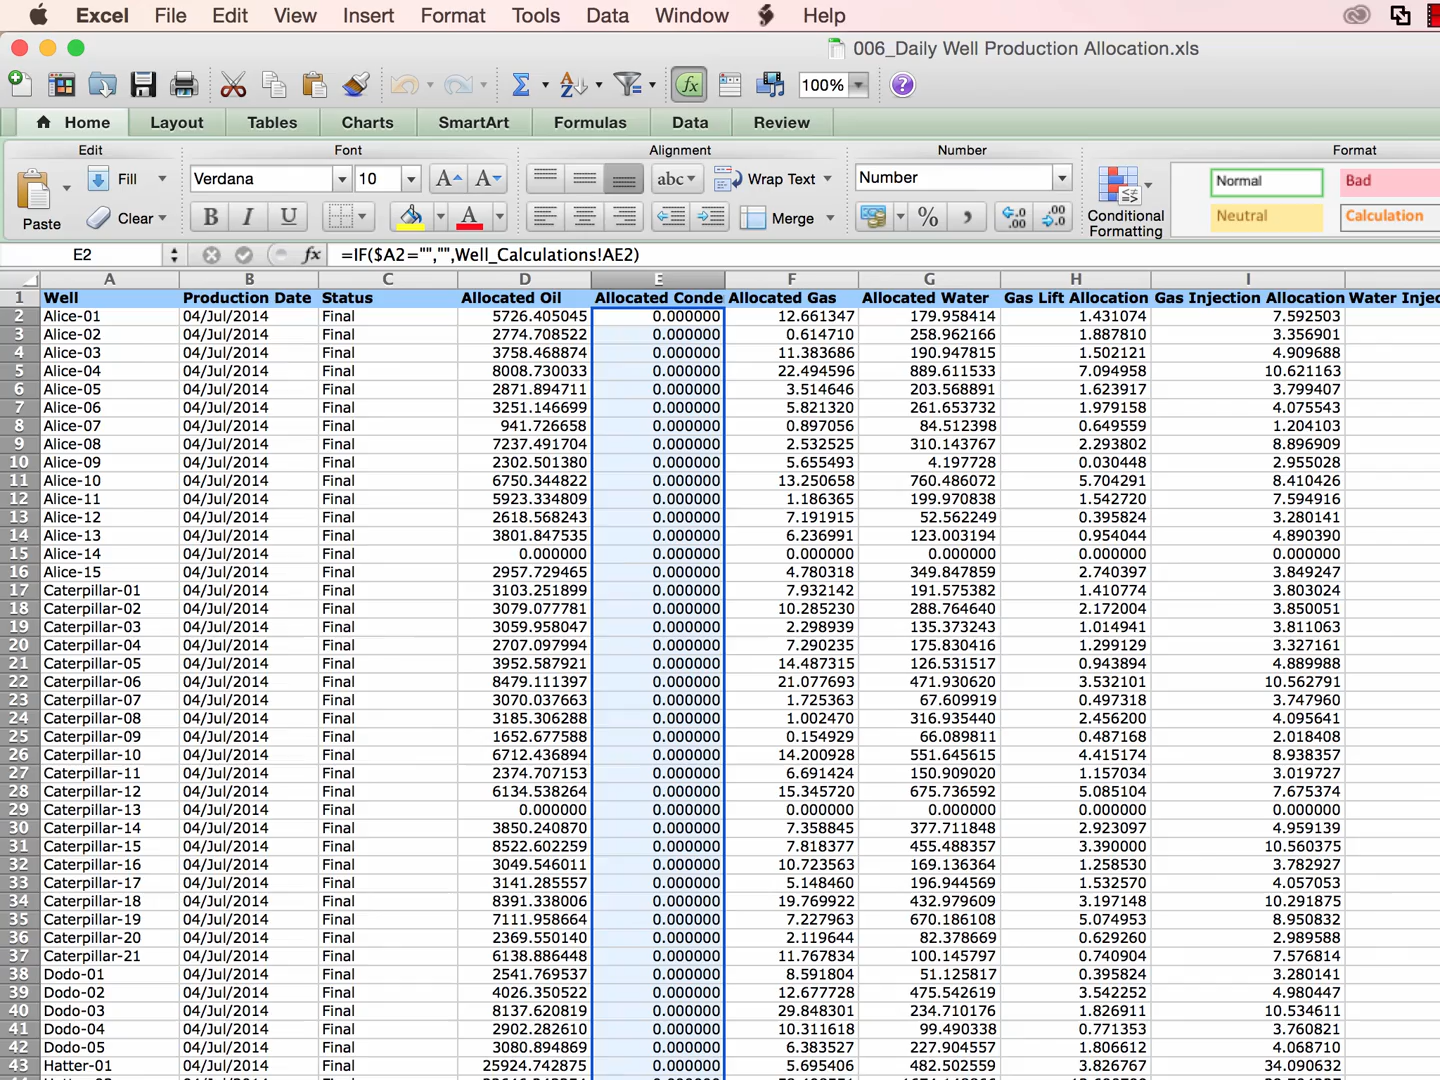 Excel File Edit View Insert Format Tools Data Window Help
006_Daily Well Production Allocation.xls
100%
Home Layout Tables Charts SmartArt Formulas Data Review
Edit Font Alignment Number Format
Fill Verdana 10 abc Wrap Text Number Normal Bad
Paste Clear B I U A Merge % Conditional Formatting Neutral Calculation
E2 fx =IF($A2="","",Well_Calculations!AE2)
A B C D E F G H I
1 Well Production Date Status Allocated Oil Allocated Conde Allocated Gas Allocated Water Gas Lift Allocation Gas Injection Allocation Water Injec
2 Alice-01 04/Jul/2014 Final 5726.405045 0.000000 12.661347 179.958414 1.431074 7.592503
3 Alice-02 04/Jul/2014 Final 2774.708522 0.000000 0.614710 258.962166 1.887810 3.356901
4 Alice-03 04/Jul/2014 Final 3758.468874 0.000000 11.383686 190.947815 1.502121 4.909688
5 Alice-04 04/Jul/2014 Final 8008.730033 0.000000 22.494596 889.611533 7.094958 10.621163
6 Alice-05 04/Jul/2014 Final 2871.894711 0.000000 3.514646 203.568891 1.623917 3.799407
7 Alice-06 04/Jul/2014 Final 3251.146699 0.000000 5.821320 261.653732 1.979158 4.075543
8 Alice-07 04/Jul/2014 Final 941.726658 0.000000 0.897056 84.512398 0.649559 1.204103
9 Alice-08 04/Jul/2014 Final 7237.491704 0.000000 2.532525 310.143767 2.293802 8.896909
10 Alice-09 04/Jul/2014 Final 2302.501380 0.000000 5.655493 4.197728 0.030448 2.955028
11 Alice-10 04/Jul/2014 Final 6750.344822 0.000000 13.250658 760.486072 5.704291 8.410426
12 Alice-11 04/Jul/2014 Final 5923.334809 0.000000 1.186365 199.970838 1.542720 7.594916
13 Alice-12 04/Jul/2014 Final 2618.568243 0.000000 7.191915 52.562249 0.395824 3.280141
14 Alice-13 04/Jul/2014 Final 3801.847535 0.000000 6.236991 123.003194 0.954044 4.890390
15 Alice-14 04/Jul/2014 Final 0.000000 0.000000 0.000000 0.000000 0.000000 0.000000
16 Alice-15 04/Jul/2014 Final 2957.729465 0.000000 4.780318 349.847859 2.740397 3.849247
17 Caterpillar-01 04/Jul/2014 Final 3103.251899 0.000000 7.932142 191.575382 1.410774 3.803024
18 Caterpillar-02 04/Jul/2014 Final 3079.077781 0.000000 10.285230 288.764640 2.172004 3.850051
19 Caterpillar-03 04/Jul/2014 Final 3059.958047 0.000000 2.298939 135.373243 1.014941 3.811063
20 Caterpillar-04 04/Jul/2014 Final 2707.097994 0.000000 7.290235 175.830416 1.299129 3.327161
21 Caterpillar-05 04/Jul/2014 Final 3952.587921 0.000000 14.487315 126.531517 0.943894 4.889988
22 Caterpillar-06 04/Jul/2014 Final 8479.111397 0.000000 21.077693 471.930620 3.532101 10.562791
23 Caterpillar-07 04/Jul/2014 Final 3070.037663 0.000000 1.725363 67.609919 0.497318 3.747960
24 Caterpillar-08 04/Jul/2014 Final 3185.306288 0.000000 1.002470 316.935440 2.456200 4.095641
25 Caterpillar-09 04/Jul/2014 Final 1652.677588 0.000000 0.154929 66.089811 0.487168 2.018408
26 Caterpillar-10 04/Jul/2014 Final 6712.436894 0.000000 14.200928 551.645615 4.415174 8.938357
27 Caterpillar-11 04/Jul/2014 Final 2374.707153 0.000000 6.691424 150.909020 1.157034 3.019727
28 Caterpillar-12 04/Jul/2014 Final 6134.538264 0.000000 15.345720 675.736592 5.085104 7.675374
29 Caterpillar-13 04/Jul/2014 Final 0.000000 0.000000 0.000000 0.000000 0.000000 0.000000
30 Caterpillar-14 04/Jul/2014 Final 3850.240870 0.000000 7.358845 377.711848 2.923097 4.959139
31 Caterpillar-15 04/Jul/2014 Final 8522.602259 0.000000 7.818377 455.488357 3.390000 10.560375
32 Caterpillar-16 04/Jul/2014 Final 3049.546011 0.000000 10.723563 169.136364 1.258530 3.782927
33 Caterpillar-17 04/Jul/2014 Final 3141.285557 0.000000 5.148460 196.944569 1.532570 4.057053
34 Caterpillar-18 04/Jul/2014 Final 8391.338006 0.000000 19.769922 432.979609 3.197148 10.291875
35 Caterpillar-19 04/Jul/2014 Final 7111.958664 0.000000 7.227963 670.186108 5.074953 8.950832
36 Caterpillar-20 04/Jul/2014 Final 2369.550140 0.000000 2.119644 82.378669 0.629260 2.989588
37 Caterpillar-21 04/Jul/2014 Final 6138.886448 0.000000 11.767834 100.145797 0.740904 7.576814
38 Dodo-01 04/Jul/2014 Final 2541.769537 0.000000 8.591804 51.125817 0.395824 3.280141
39 Dodo-02 04/Jul/2014 Final 4026.350522 0.000000 12.677728 475.542619 3.542252 4.980447
40 Dodo-03 04/Jul/2014 Final 8137.620819 0.000000 29.848301 234.710176 1.826911 10.534611
41 Dodo-04 04/Jul/2014 Final 2902.282610 0.000000 10.311618 99.490338 0.771353 3.760821
42 Dodo-05 04/Jul/2014 Final 3080.894869 0.000000 6.383527 227.904557 1.806612 4.068710
43 Hatter-01 04/Jul/2014 Final 25924.742875 0.000000 5.695406 482.502559 3.826767 34.090632